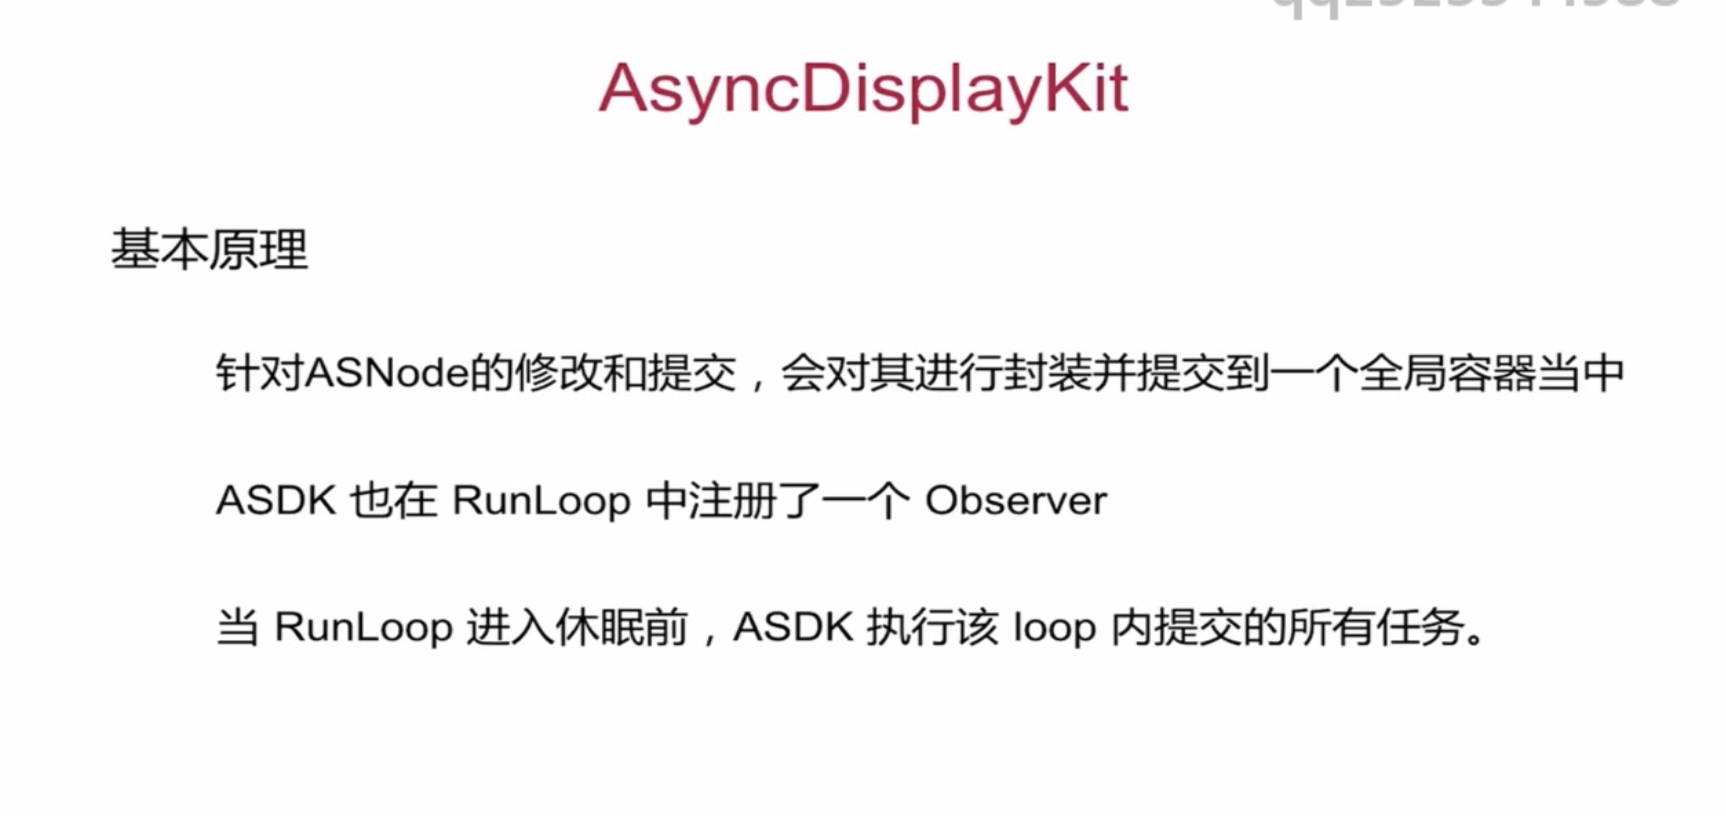 AsyncDisplayKit
基本原理
针对ASNode的修改和提交，会对其进行封装并提交到一个全局容器当中
ASDK 也在 RunLoop 中注册了一个 Observer
当 RunLoop 进入休眠前，ASDK 执行该 loop 内提交的所有任务。